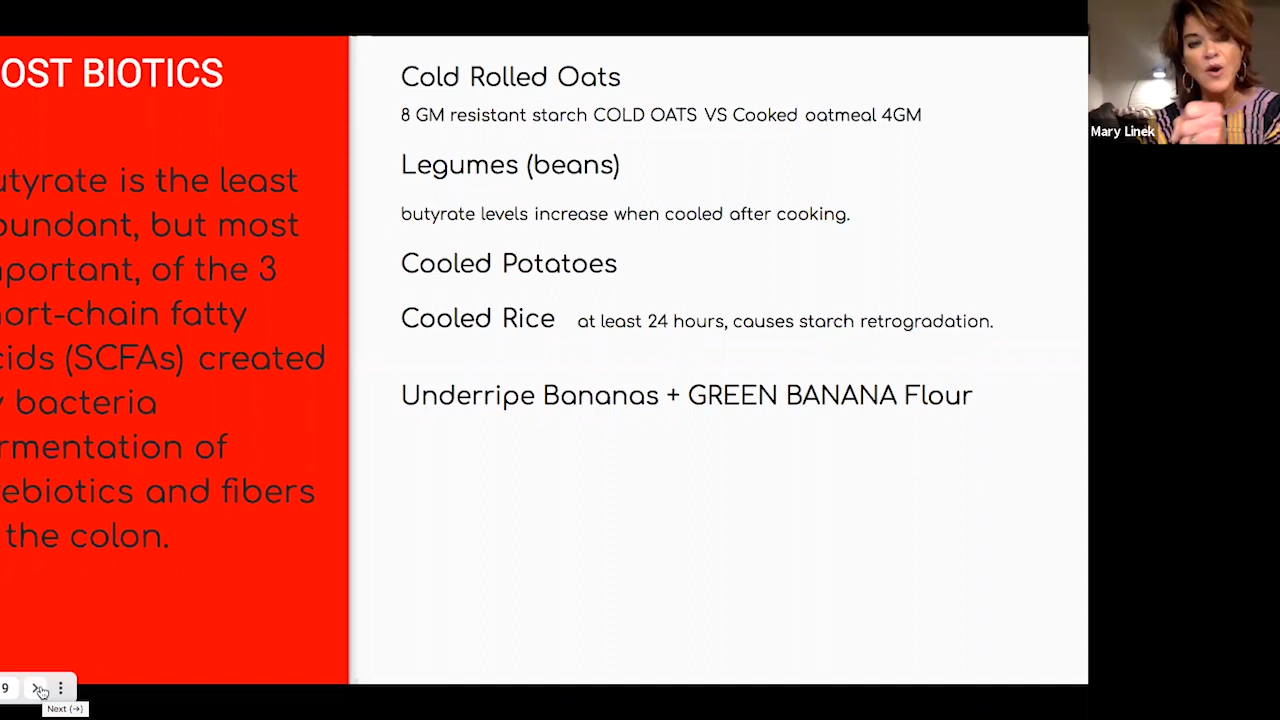 OST BIOTICS
utyrate is the least
bundant, but most
portant, of the 3
ort-chain fatty
cids (SCFAs) created
y bacteria
rmentation of
ebiotics and fibers
the colon.
Cold Rolled Oats
8 GM resistant starch COLD OATS VS Cooked oatmeal 4GM
Legumes (beans)
butyrate levels increase when cooled after cooking.
Cooled Potatoes
Cooled Rice at least 24 hours, causes starch retrogradation.
Underripe Bananas + GREEN BANANA Flour
Mary Linek
9
Next (→)